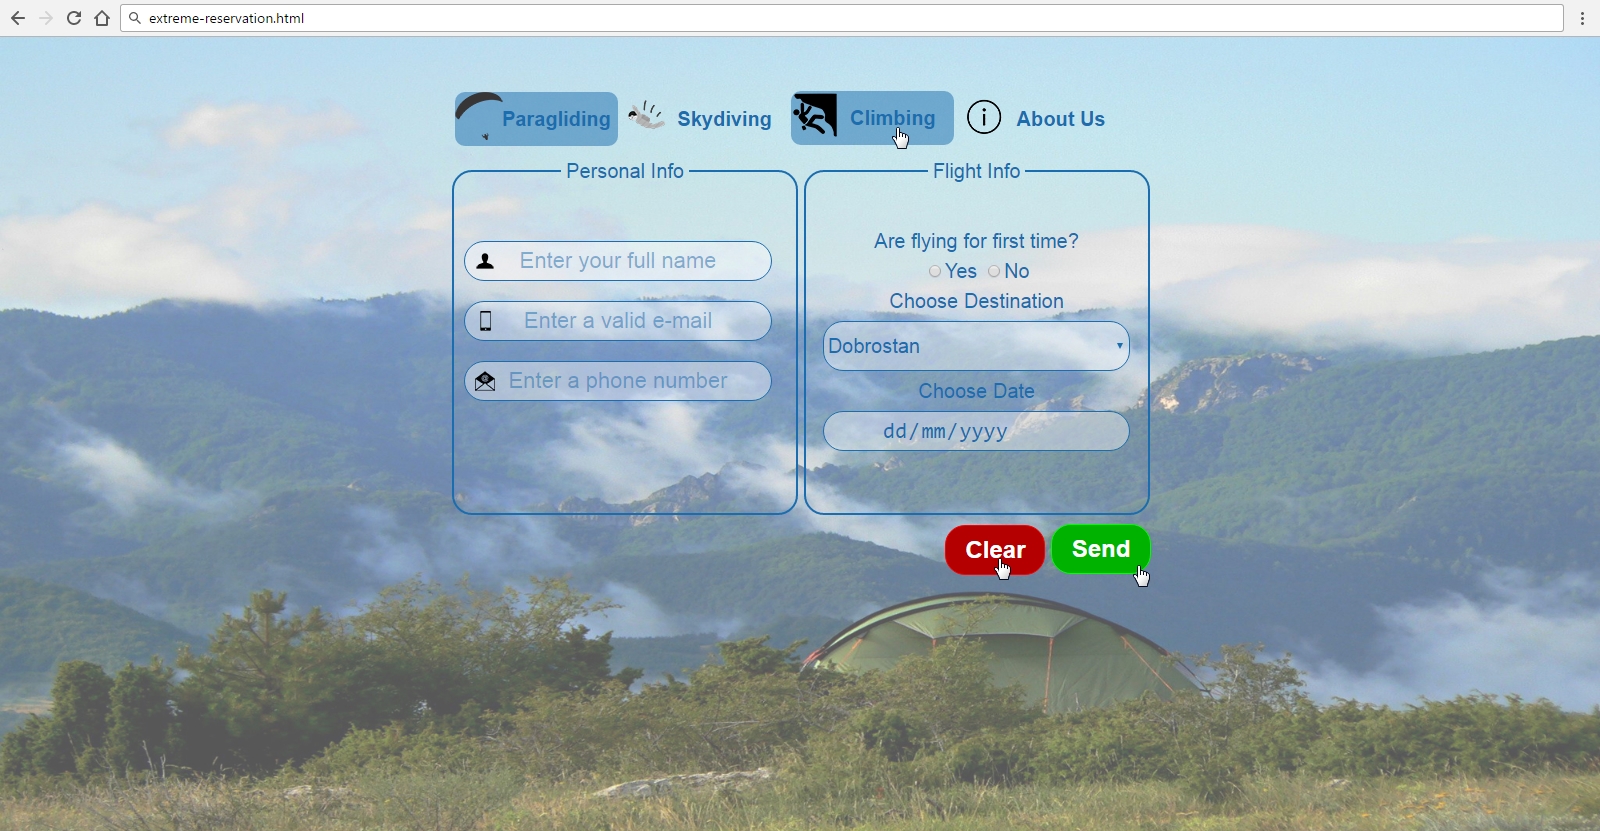 extreme-reservation.html
Paragliding Skydiving Climbing About Us
Personal Info
Enter your full name
Enter a valid e-mail
Enter a phone number
Flight Info
Are flying for first time?
Yes No
Choose Destination
Dobrostan
Choose Date
dd/mm/yyyy
Clear Send